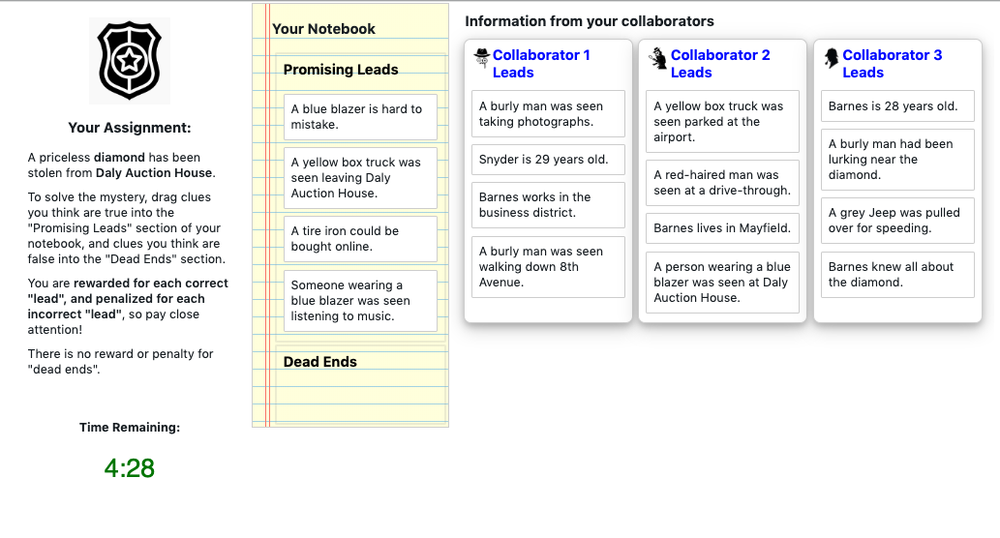 Your Assignment:
A priceless diamond has been
stolen from Daly Auction House.
To solve the mystery, drag clues
you think are true into the
"Promising Leads" section of your
notebook, and clues you think are
false into the "Dead Ends" section.
You are rewarded for each correct
"lead", and penalized for each
incorrect "lead", so pay close
attention!
There is no reward or penalty for
"dead ends".
Time Remaining:
4:28
Your Notebook
Promising Leads
A blue blazer is hard to
mistake.
A yellow box truck was
seen leaving Daly
Auction House.
A tire iron could be
bought online.
Someone wearing a
blue blazer was seen
listening to music.
Dead Ends
Information from your collaborators
Collaborator 1
Leads
A burly man was seen
taking photographs.
Snyder is 29 years old.
Barnes works in the
business district.
A burly man was seen
walking down 8th
Avenue.
Collaborator 2
Leads
A yellow box truck was
seen parked at the
airport.
A red-haired man was
seen at a drive-through.
Barnes lives in Mayfield.
A person wearing a blue
blazer was seen at Daly
Auction House.
Collaborator 3
Leads
Barnes is 28 years old.
A burly man had been
lurking near the
diamond.
A grey Jeep was pulled
over for speeding.
Barnes knew all about
the diamond.